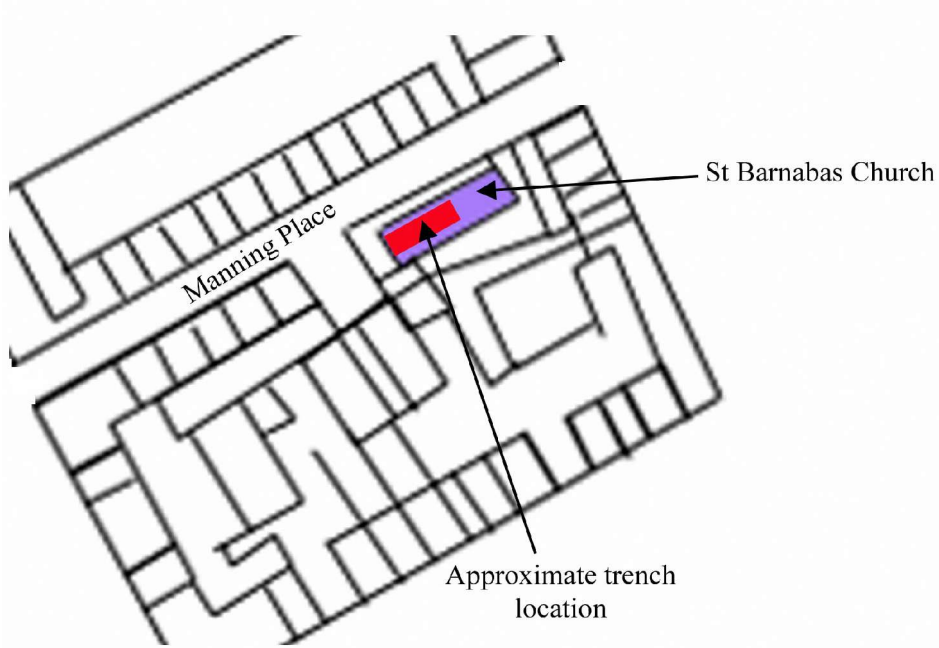 St Barnabas Church
Manning Place
Approximate trench
location